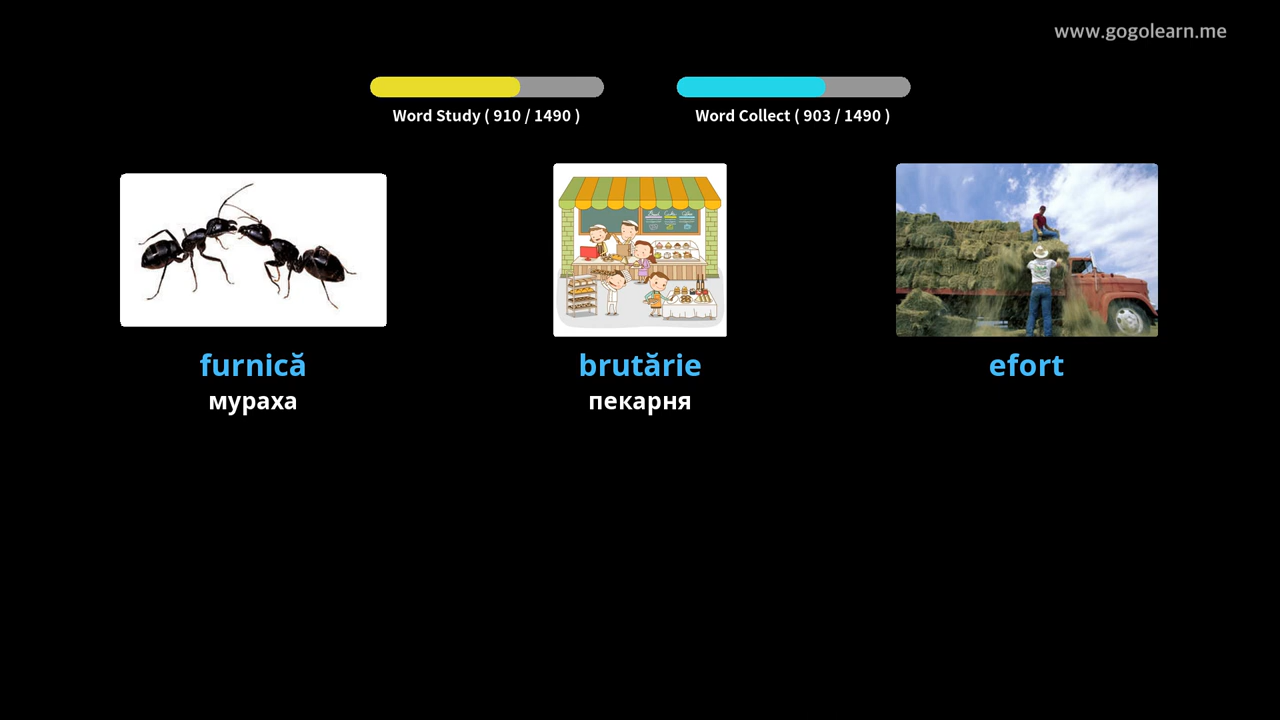 www.gogolearn.me
Word Study ( 910 / 1490 )
Word Collect ( 903 / 1490 )
furnică
мураха
brutărie
пекарня
efort